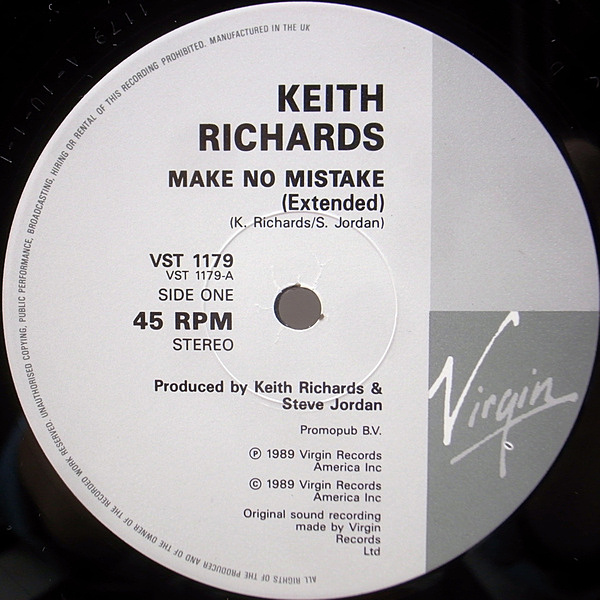 KEITH
RICHARDS
MAKE NO MISTAKE
(Extended)
(K. Richards/S. Jordan)
VST 1179
VST 1179-A
SIDE ONE
45 RPM
STEREO
Produced by Keith Richards &
Steve Jordan
Promopub B.V.
℗ 1989 Virgin Records
America Inc
© 1989 Virgin Records
America Inc
Original sound recording
made by Virgin
Records
Ltd
Virgin
ALL RIGHTS OF THE PRODUCER AND OF THE OWNER OF THE RECORDED WORK RESERVED. UNAUTHORISED COPYING, PUBLIC PERFORMANCE, BROADCASTING, HIRING OR RENTAL OF THIS RECORDING PROHIBITED. MANUFACTURED IN THE UK